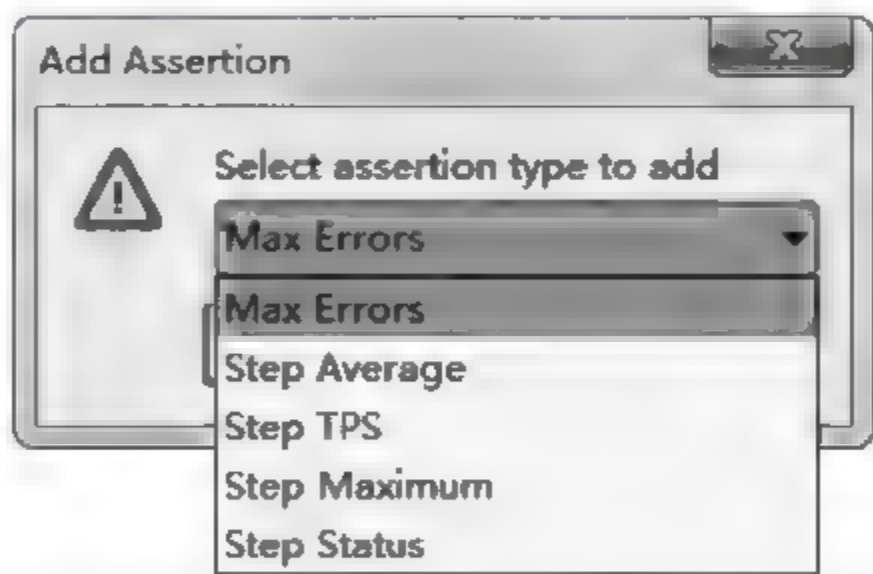 Add Assertion
Select assertion type to add
Max Errors
Max Errors
Step Average
Step TPS
Step Maximum
Step Status